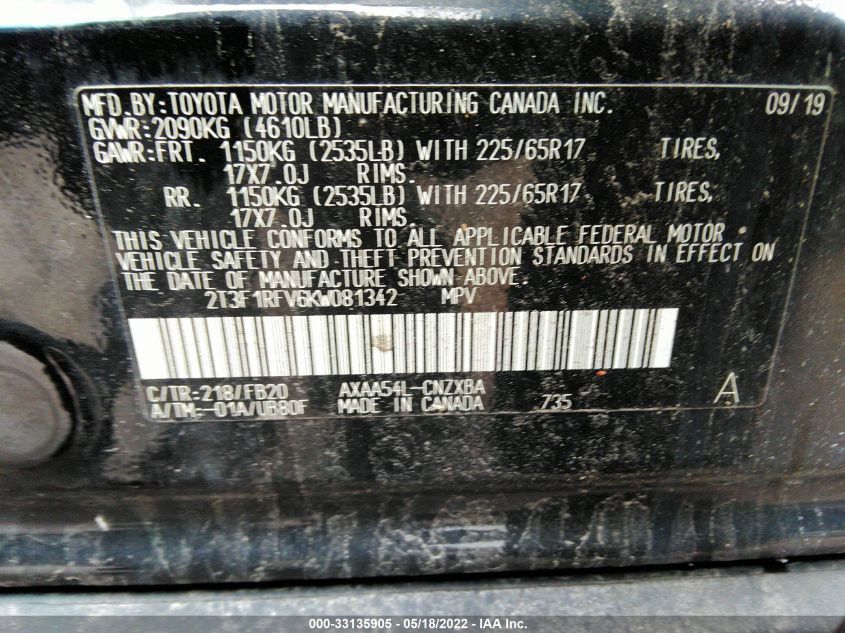 MFD.BY:TOYOTA MOTOR MANUFACTURING CANADA INC. 09/19
GVWR:2090KG (4610LB)
GAWR:FRT. 1150KG (2535LB) WITH 225/65R17 TIRES,
17X7.0J RIMS.
RR. 1150KG (2535LB) WITH 225/65R17 TIRES,
17X7.0J RIMS.
THIS VEHICLE CONFORMS TO ALL APPLICABLE FEDERAL MOTOR
VEHICLE SAFETY AND THEFT PREVENTION STANDARDS IN EFFECT ON
THE DATE OF MANUFACTURE SHOWN ABOVE.
2T3F1RFV6KW081342 MPV
C/TR:218/FB20 AXAA54L-CNZXBA
A/TM:-01A/UB80F MADE IN CANADA 735 A
000-33135905 - 05/18/2022 - IAA Inc.